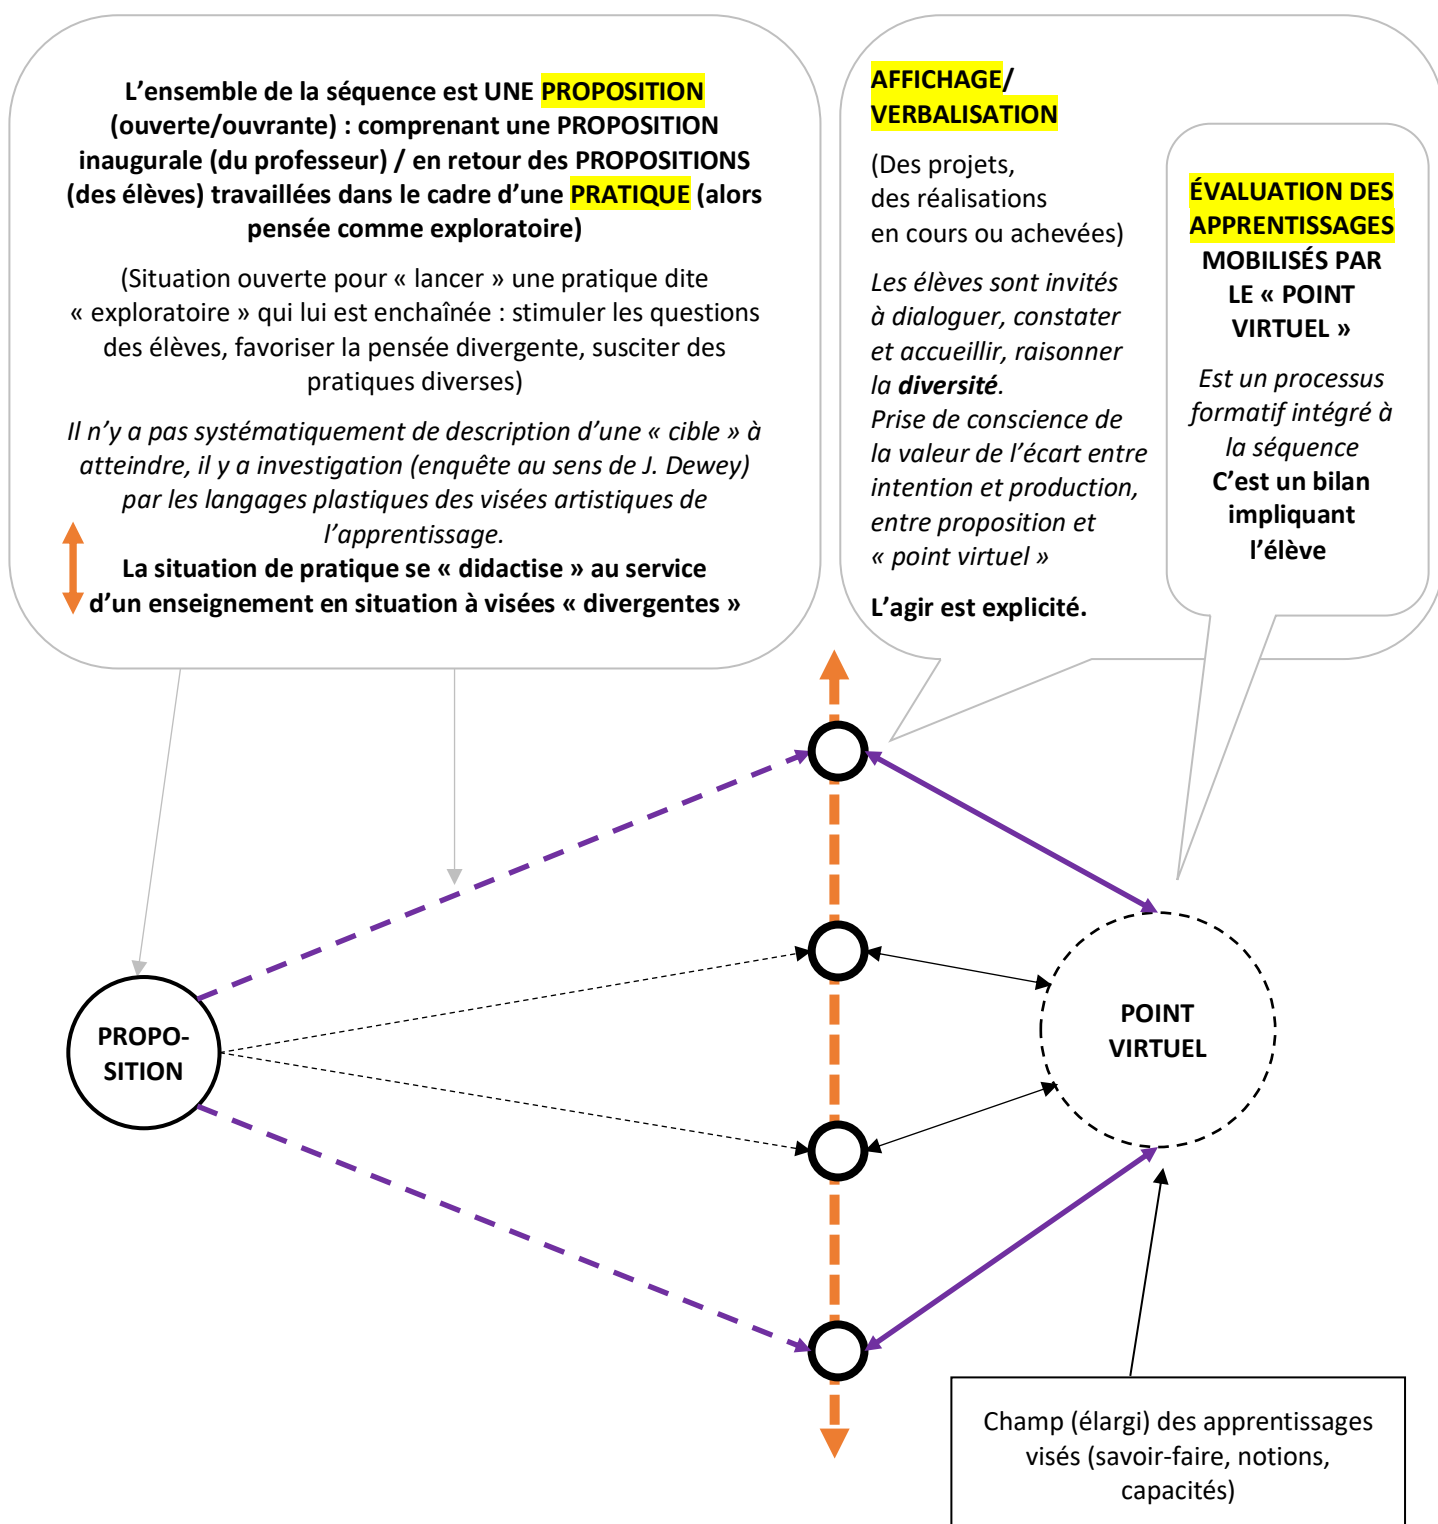 L’ensemble de la séquence est UNE PROPOSITION
(ouverte/ouvrante) : comprenant une PROPOSITION
inaugurale (du professeur) / en retour des PROPOSITIONS
(des élèves) travaillées dans le cadre d’une PRATIQUE (alors
pensée comme exploratoire)
(Situation ouverte pour « lancer » une pratique dite
« exploratoire » qui lui est enchaînée : stimuler les questions
des élèves, favoriser la pensée divergente, susciter des
pratiques diverses)
Il n’y a pas systématiquement de description d’une « cible » à
atteindre, il y a investigation (enquête au sens de J. Dewey)
par les langages plastiques des visées artistiques de
l’apprentissage.
La situation de pratique se « didactise » au service
d’un enseignement en situation à visées « divergentes »
AFFICHAGE/
VERBALISATION
(Des projets,
des réalisations
en cours ou achevées)
Les élèves sont invités
à dialoguer, constater
et accueillir, raisonner
la diversité.
Prise de conscience de
la valeur de l’écart entre
intention et production,
entre proposition et
« point virtuel »
L’agir est explicité.
ÉVALUATION DES
APPRENTISSAGES
MOBILISÉS PAR
LE « POINT
VIRTUEL »
Est un processus
formatif intégré à
la séquence
C’est un bilan
impliquant
l’élève
PROPO-
SITION
POINT
VIRTUEL
Champ (élargi) des apprentissages
visés (savoir-faire, notions,
capacités)